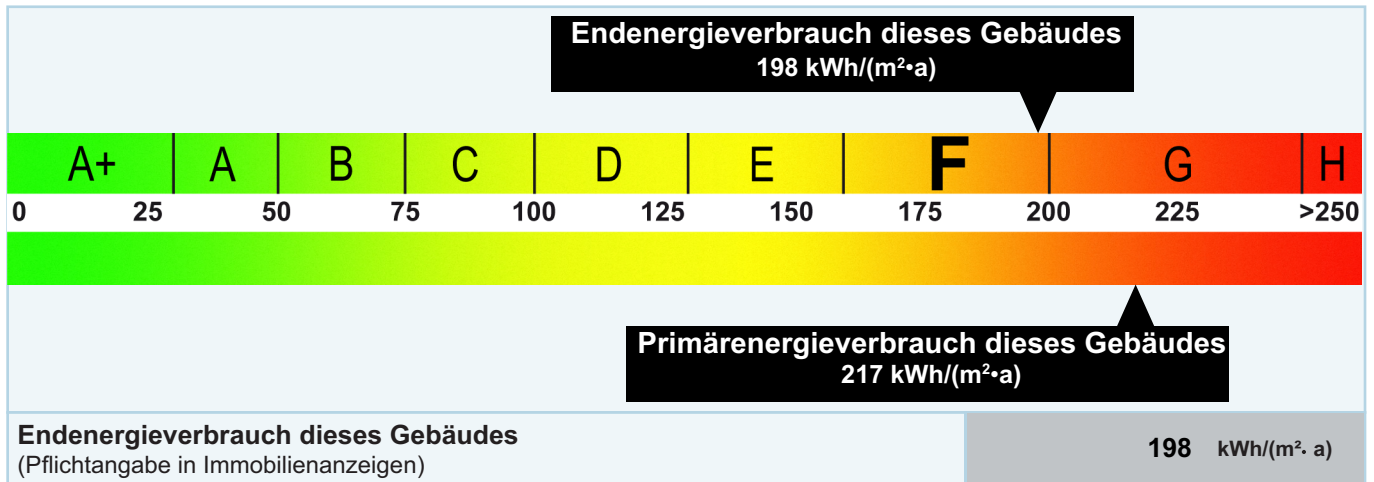 Endenergieverbrauch dieses Gebäudes
198 kWh/(m²•a)
A+ A B C D E F G H
0 25 50 75 100 125 150 175 200 225 >250
Primärenergieverbrauch dieses Gebäudes
217 kWh/(m²•a)
Endenergieverbrauch dieses Gebäudes
(Pflichtangabe in Immobilienanzeigen)
198 kWh/(m²· a)